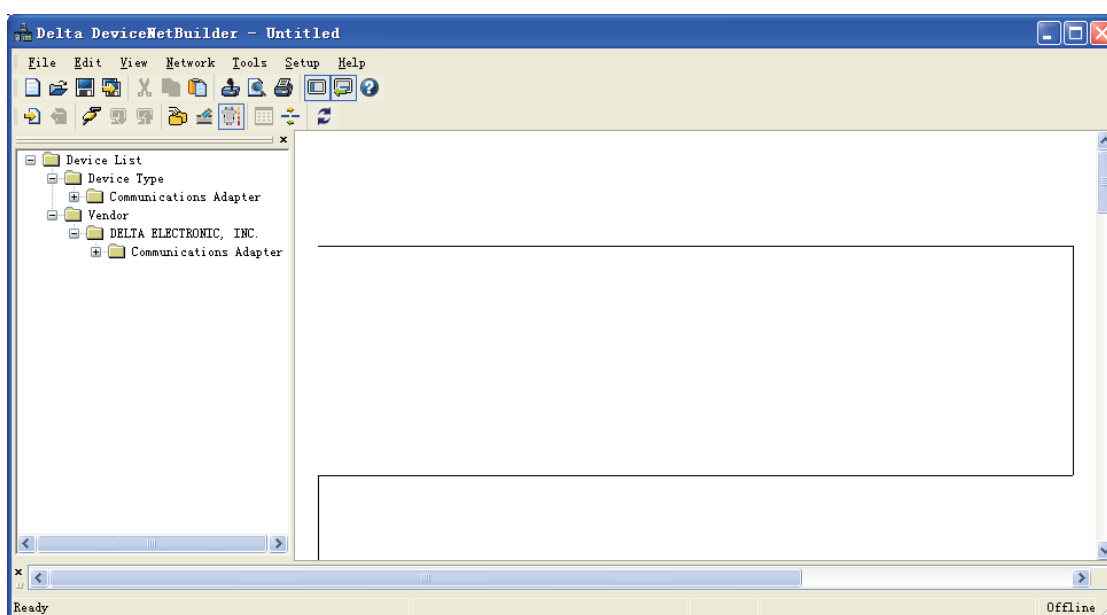 Delta DeviceNetBuilder - Untitled
File Edit View Network Tools Setup Help
Device List
Device Type
Communications Adapter
Vendor
DELTA ELECTRONIC, INC.
Communications Adapter
Ready Offline